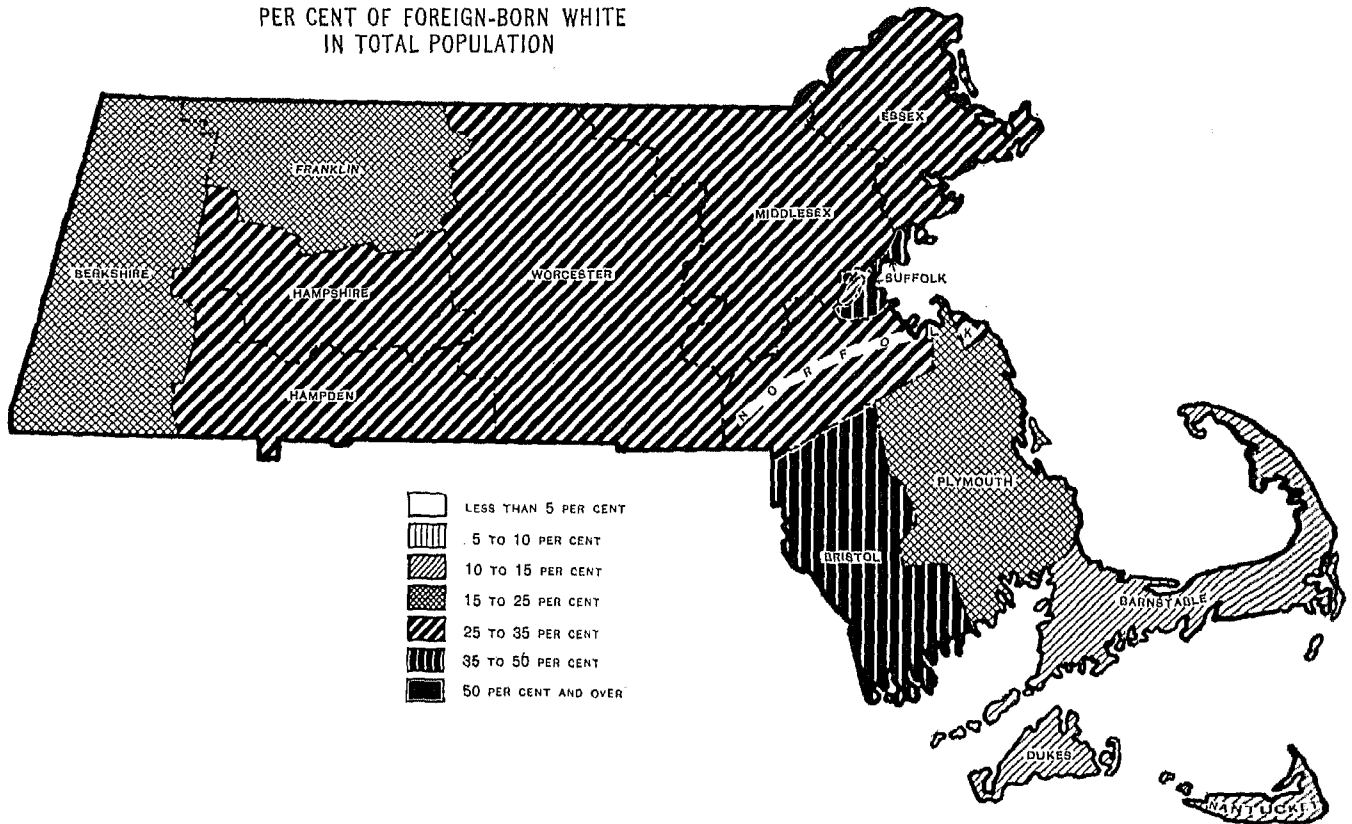 PER CENT OF FOREIGN-BORN WHITE
IN TOTAL POPULATION
ESSEX
FRANKLIN
MIDDLESEX
BERKSHIRE
WORCESTER
SUFFOLK
HAMPSHIRE
NORFOLK
HAMPDEN
PLYMOUTH
LESS THAN 5 PER CENT
5 TO 10 PER CENT
10 TO 15 PER CENT
15 TO 25 PER CENT
25 TO 35 PER CENT
35 TO 50 PER CENT
50 PER CENT AND OVER
BRISTOL
BARNSTABLE
DUKES
NANTUCKET